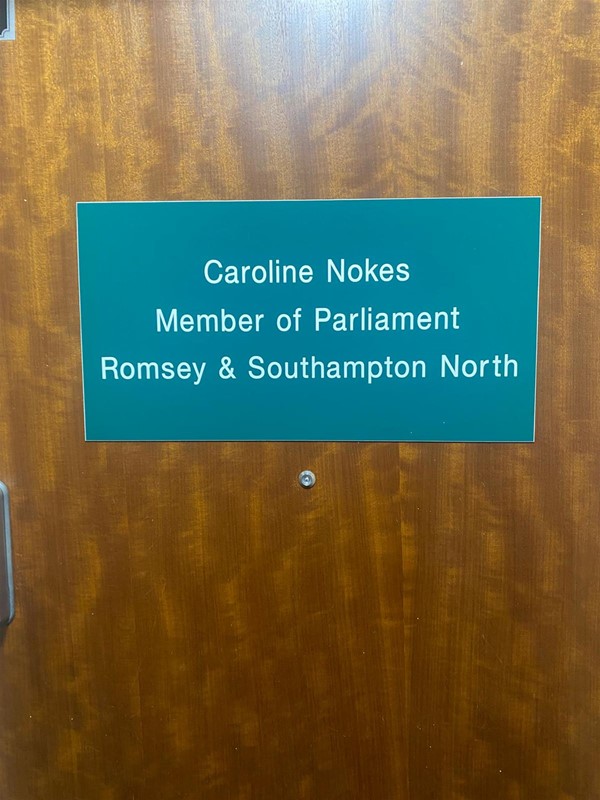 Caroline Nokes
Member of Parliament
Romsey & Southampton North